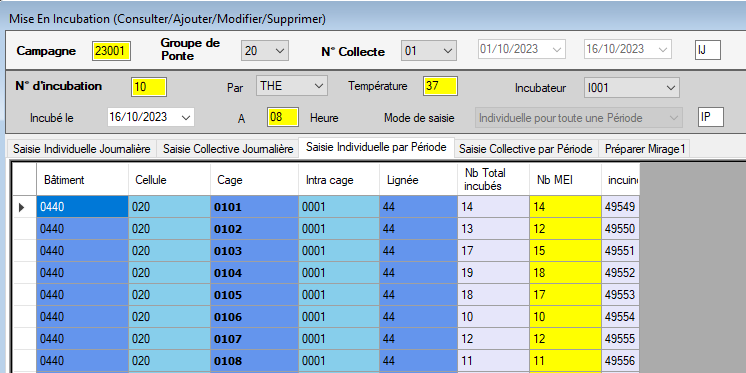 Mise En Incubation (Consulter/Ajouter/Modifier/Supprimer)
Campagne 23001 Groupe de Ponte 20 N° Collecte 01 01/10/2023 16/10/2023 IJ
N° d'incubation 10 Par THE Température 37 Incubateur I001
Incubé le 16/10/2023 A 08 Heure Mode de saisie Individuelle pour toute une Période IP
Saisie Individuelle Journalière Saisie Collective Journalière Saisie Individuelle par Période Saisie Collective par Période Préparer Mirage1
Bâtiment Cellule Cage Intra cage Lignée Nb Total incubés Nb MEI incuinc
0440 020 0101 0001 44 14 14 49549
0440 020 0102 0001 44 13 12 49550
0440 020 0103 0001 44 17 15 49551
0440 020 0104 0001 44 19 18 49552
0440 020 0105 0001 44 18 17 49553
0440 020 0106 0001 44 10 10 49554
0440 020 0107 0001 44 12 12 49555
0440 020 0108 0001 44 11 11 49556